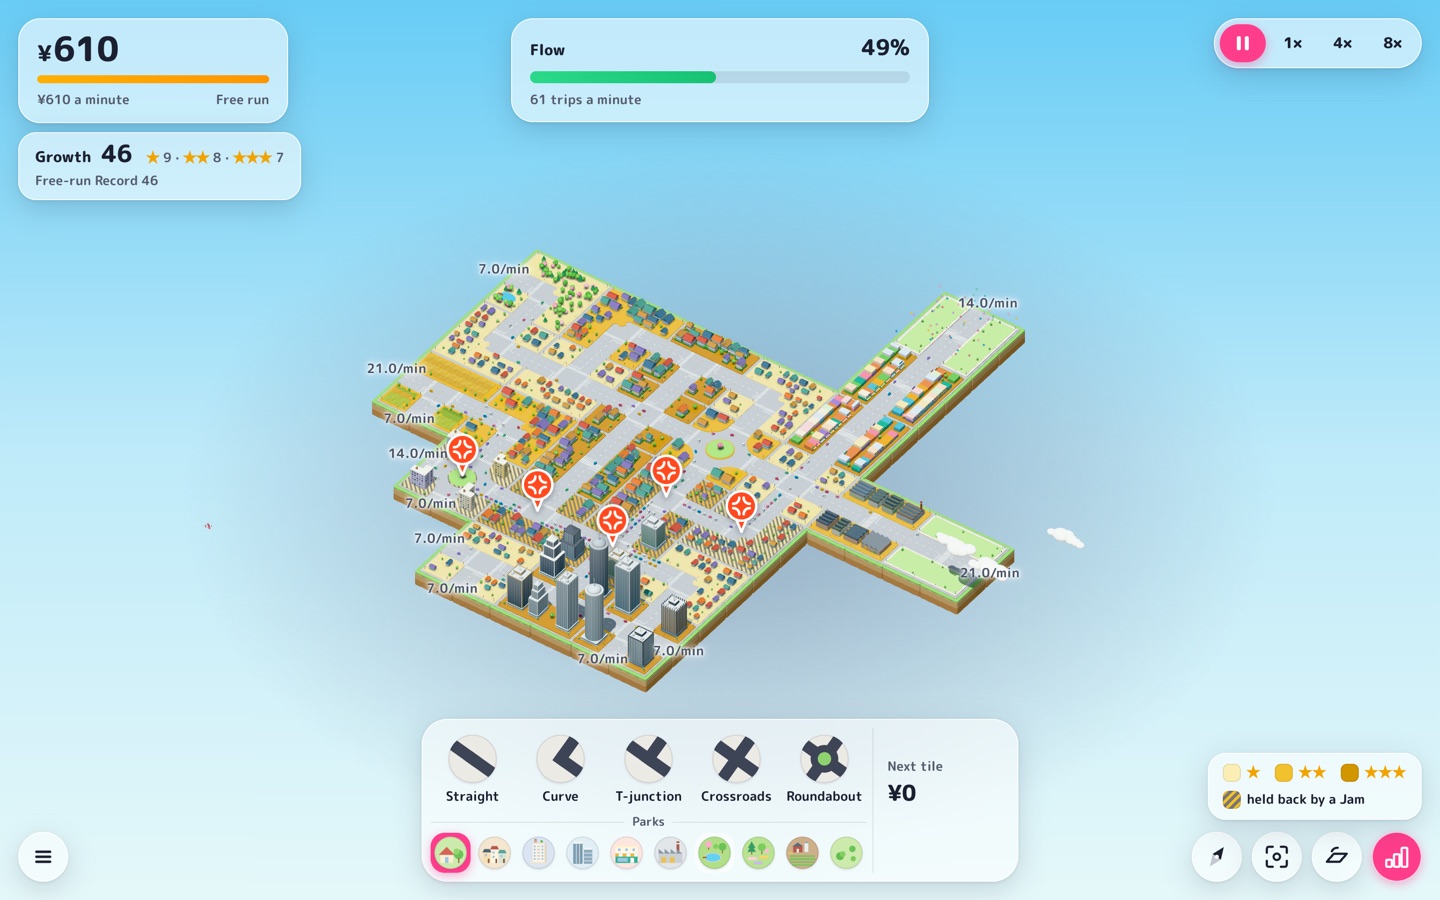 ¥610
¥610 a minute
Free run
Growth 46 ★ 9 · ★★ 8 · ★★★ 7
Free-run Record 46
Flow 49%
61 trips a minute
1×
4×
8×
7.0/min
14.0/min
21.0/min
7.0/min
14.0/min
7.0/min
7.0/min
21.0/min
7.0/min
7.0/min
7.0/min
Straight
Curve
T-junction
Crossroads
Roundabout
Parks
Next tile
¥0
★ ★★ ★★★
held back by a Jam